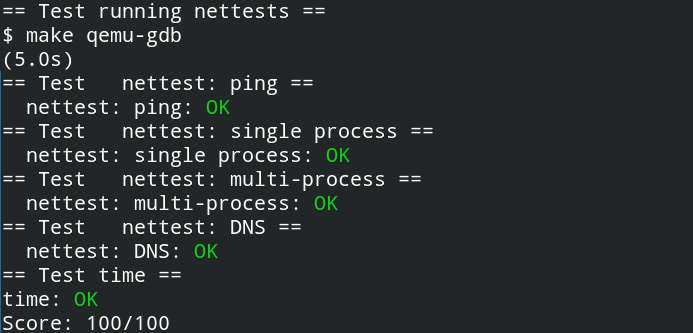 == Test running nettests ==
$ make qemu-gdb
(5.0s)
== Test   nettest: ping ==
  nettest: ping: OK
== Test   nettest: single process ==
  nettest: single process: OK
== Test   nettest: multi-process ==
  nettest: multi-process: OK
== Test   nettest: DNS ==
  nettest: DNS: OK
== Test time ==
time: OK
Score: 100/100